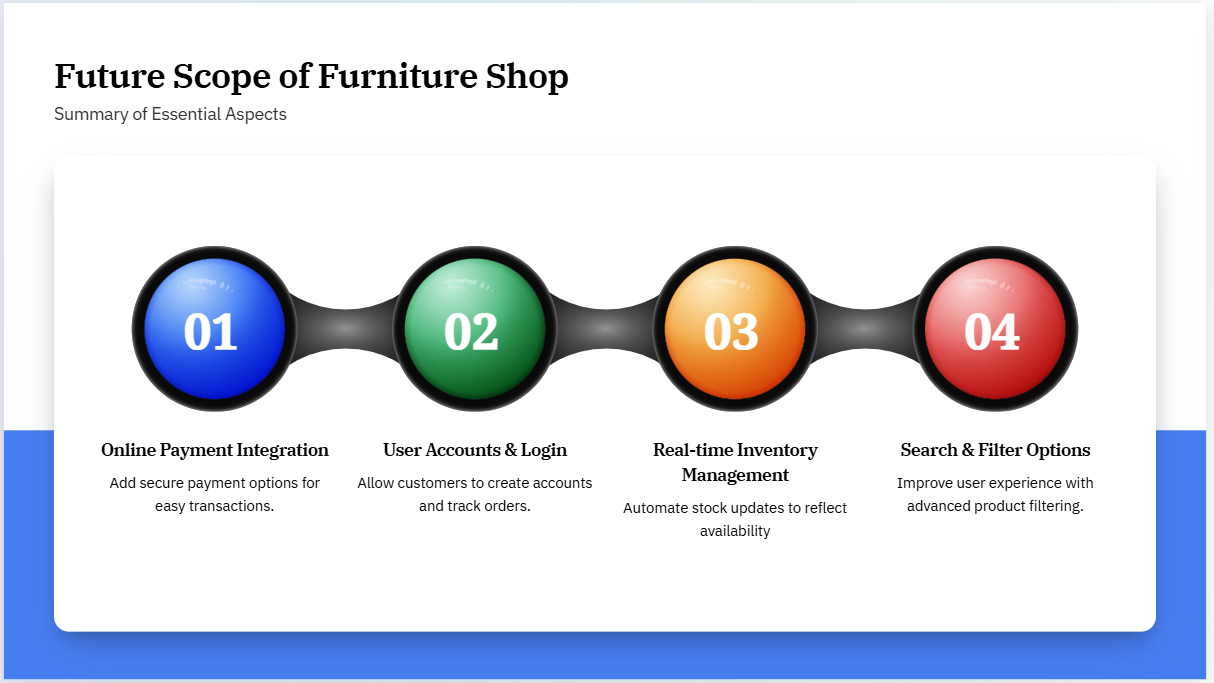 Future Scope of Furniture Shop
Summary of Essential Aspects
01
02
03
04
Online Payment Integration
Add secure payment options for
easy transactions.
User Accounts & Login
Allow customers to create accounts
and track orders.
Real-time Inventory
Management
Automate stock updates to reflect
availability
Search & Filter Options
Improve user experience with
advanced product filtering.